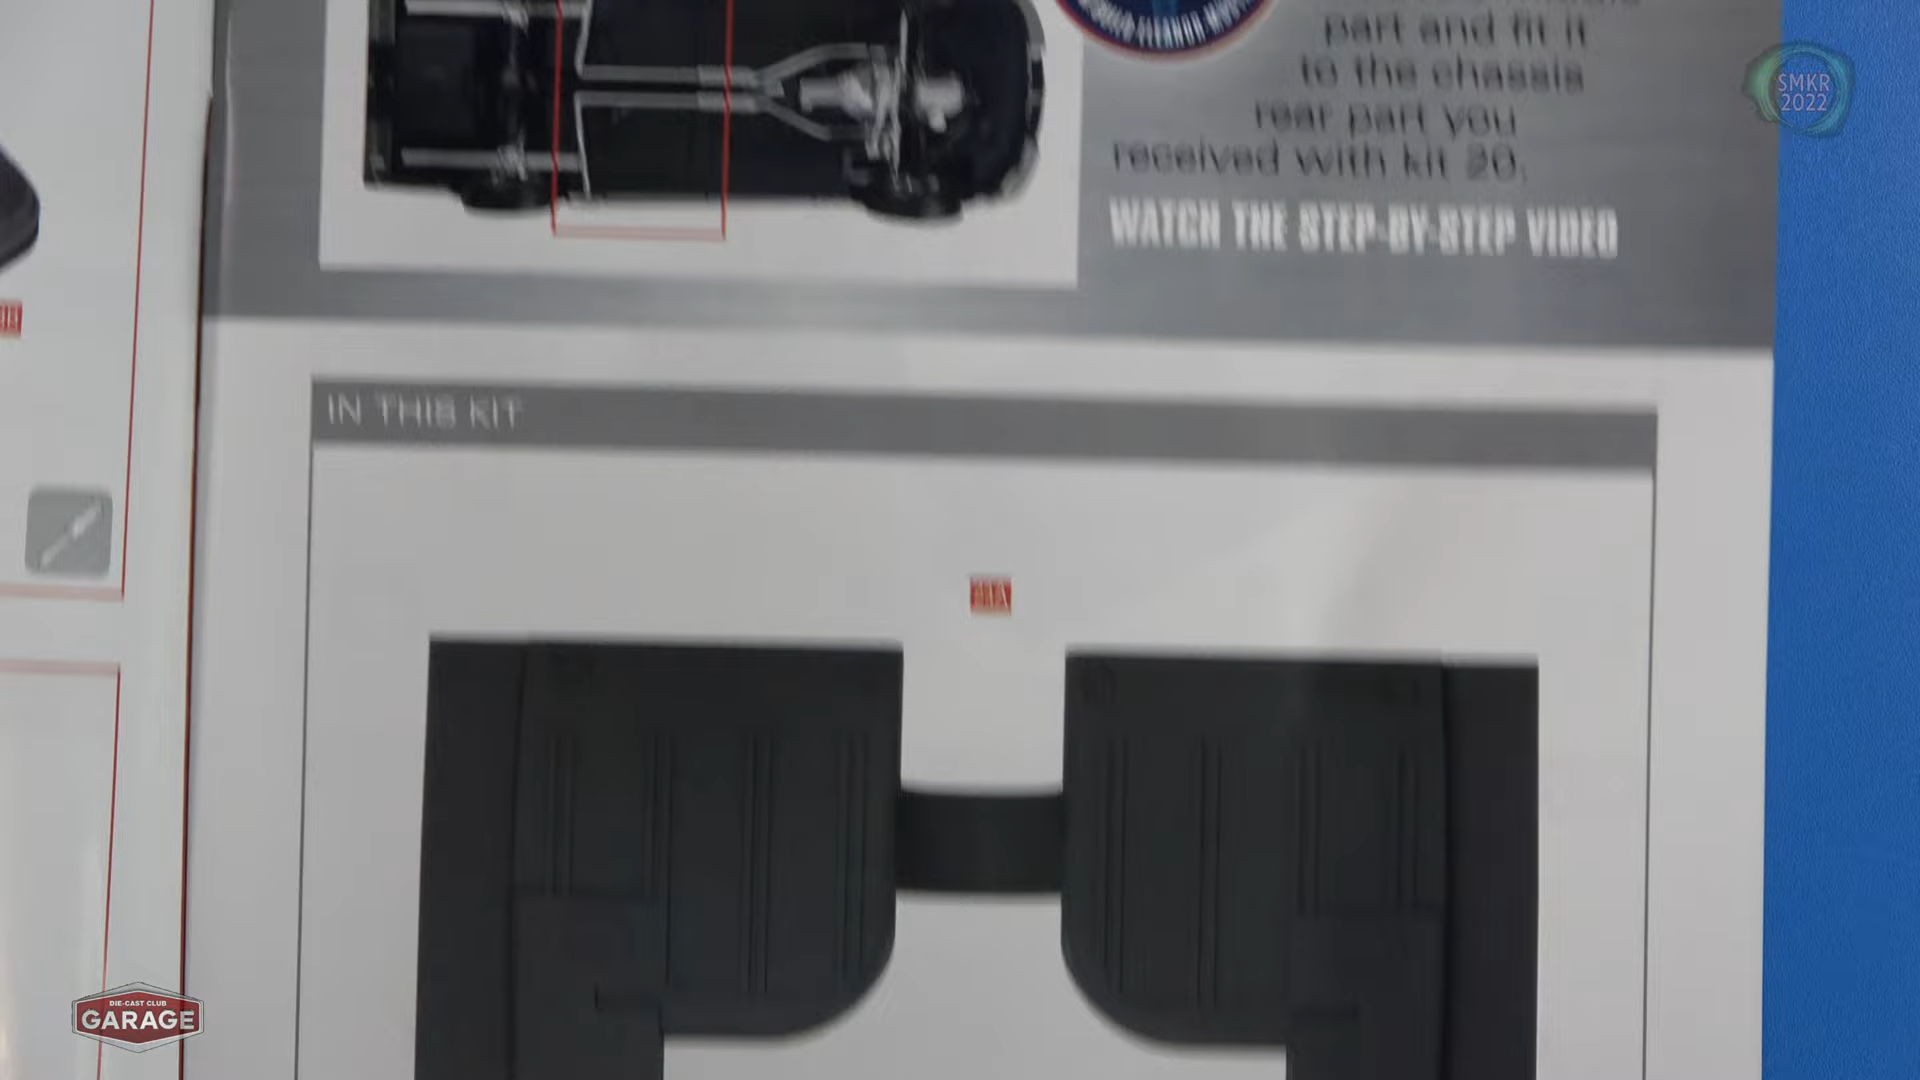 part and fit it
to the chassis
rear part you
received with kit 20.
WATCH THE STEP-BY-STEP VIDEO
SMKR
2022
IN THIS KIT
DIE-CAST CLUB
GARAGE